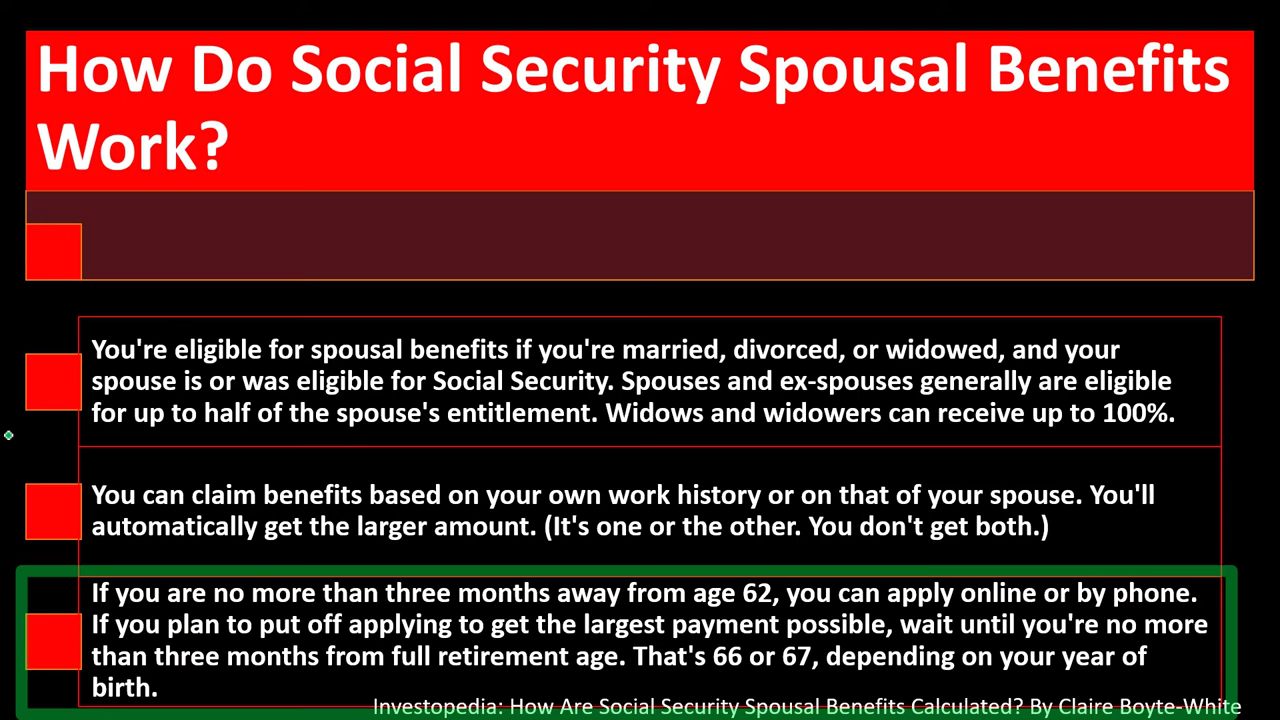 How Do Social Security Spousal Benefits
Work?
You're eligible for spousal benefits if you're married, divorced, or widowed, and your
spouse is or was eligible for Social Security. Spouses and ex-spouses generally are eligible
for up to half of the spouse's entitlement. Widows and widowers can receive up to 100%.
You can claim benefits based on your own work history or on that of your spouse. You'll
automatically get the larger amount. (It's one or the other. You don't get both.)
If you are no more than three months away from age 62, you can apply online or by phone.
If you plan to put off applying to get the largest payment possible, wait until you're no more
than three months from full retirement age. That's 66 or 67, depending on your year of
birth.
Investopedia: How Are Social Security Spousal Benefits Calculated? By Claire Boyte-White